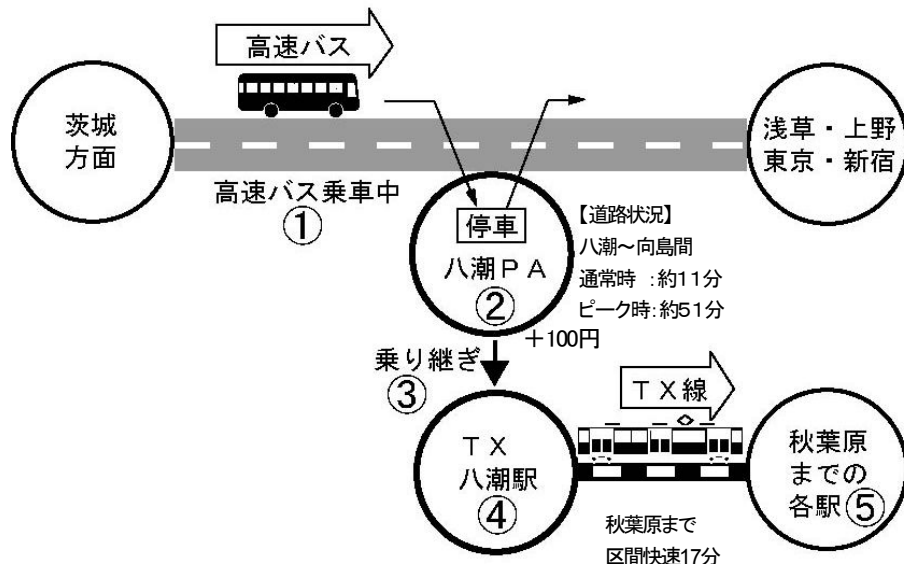 高速バス
茨城
方面
浅草・上野
東京・新宿
高速バス乗車中
①
停車
八潮PA
②
【道路状況】
八潮～向島間
通常時 :約11分
ピーク時:約51分
+100円
乗り継ぎ
③
TX線
TX
八潮駅
④
秋葉原
までの
各駅⑤
秋葉原まで
区間快速17分